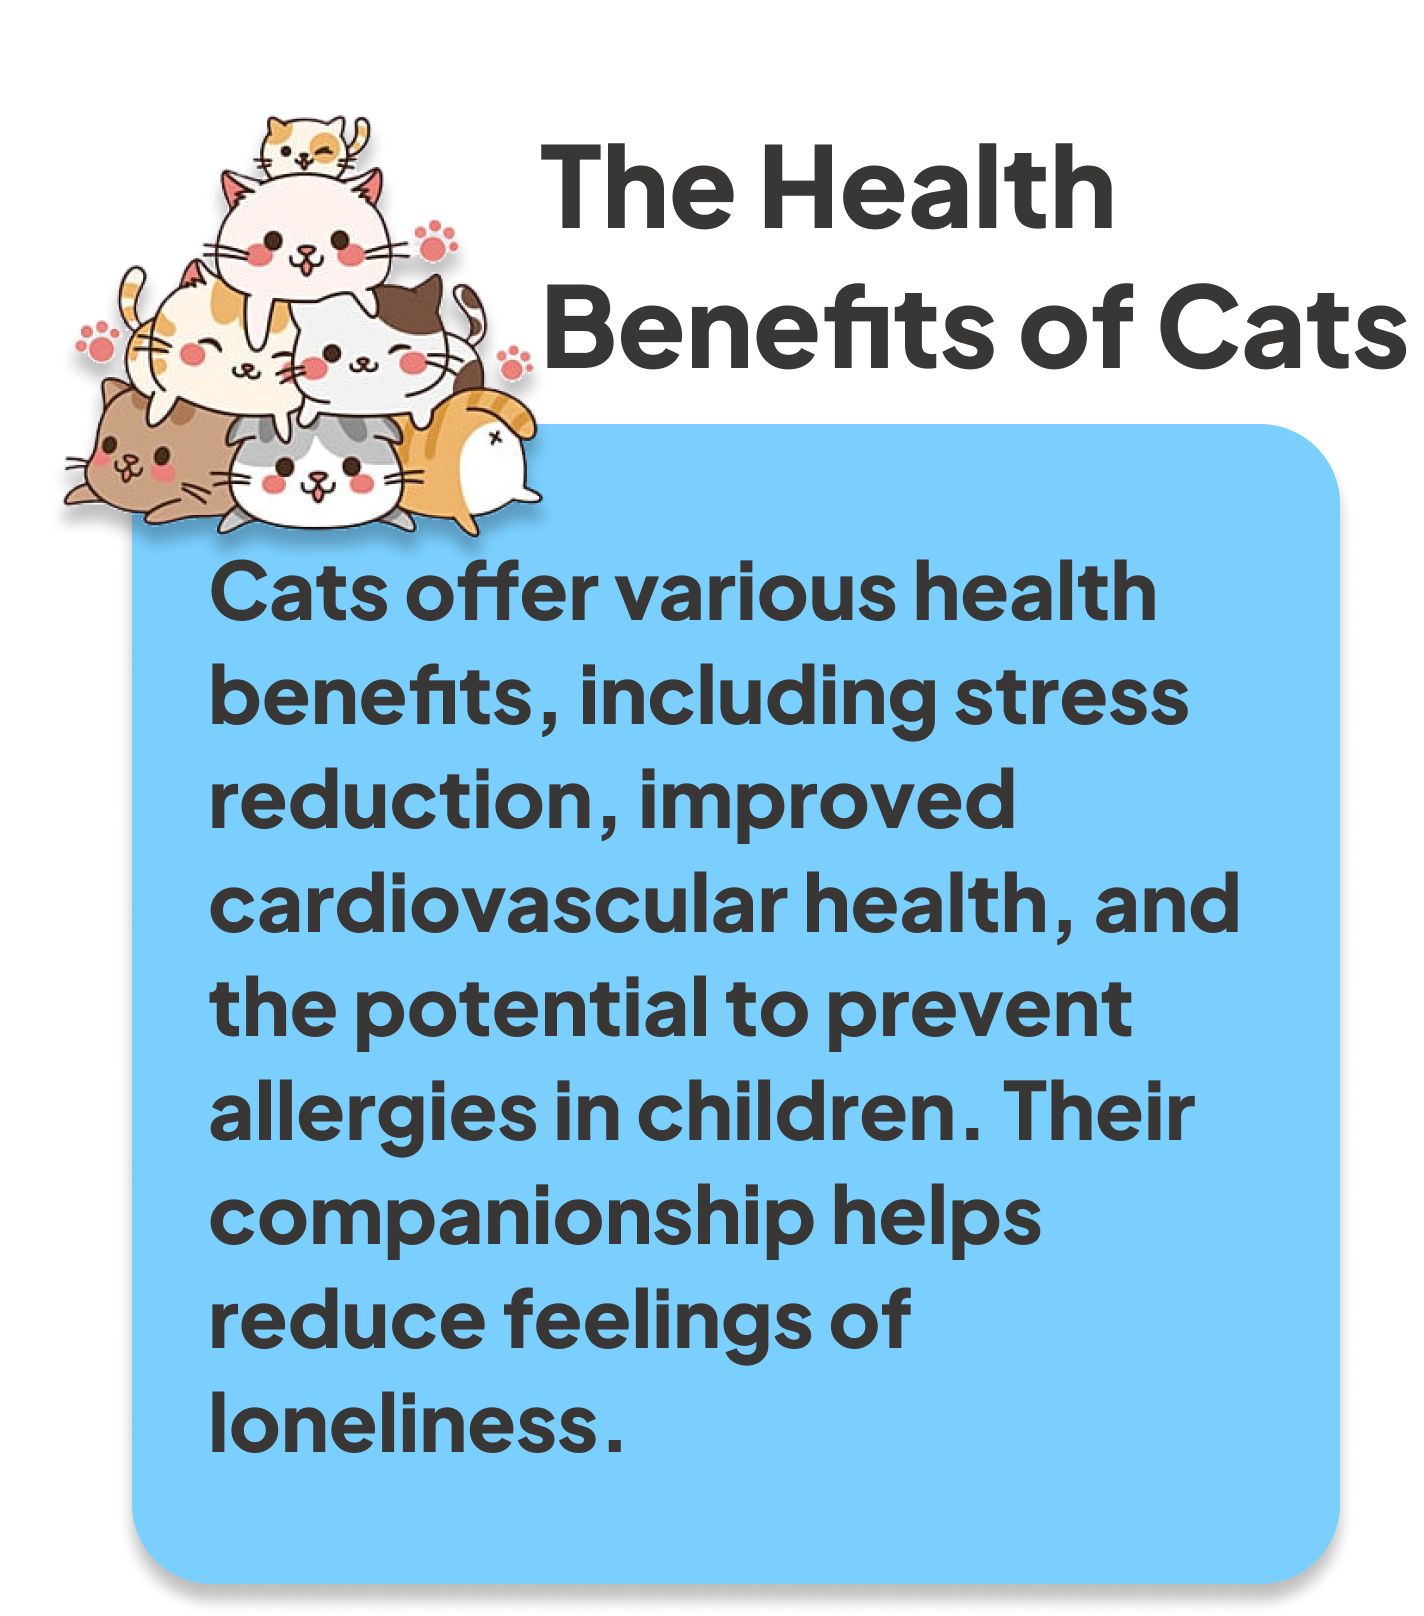 The Health
Benefits of Cats
Cats offer various health
benefits, including stress
reduction, improved
cardiovascular health, and
the potential to prevent
allergies in children. Their
companionship helps
reduce feelings of
loneliness.